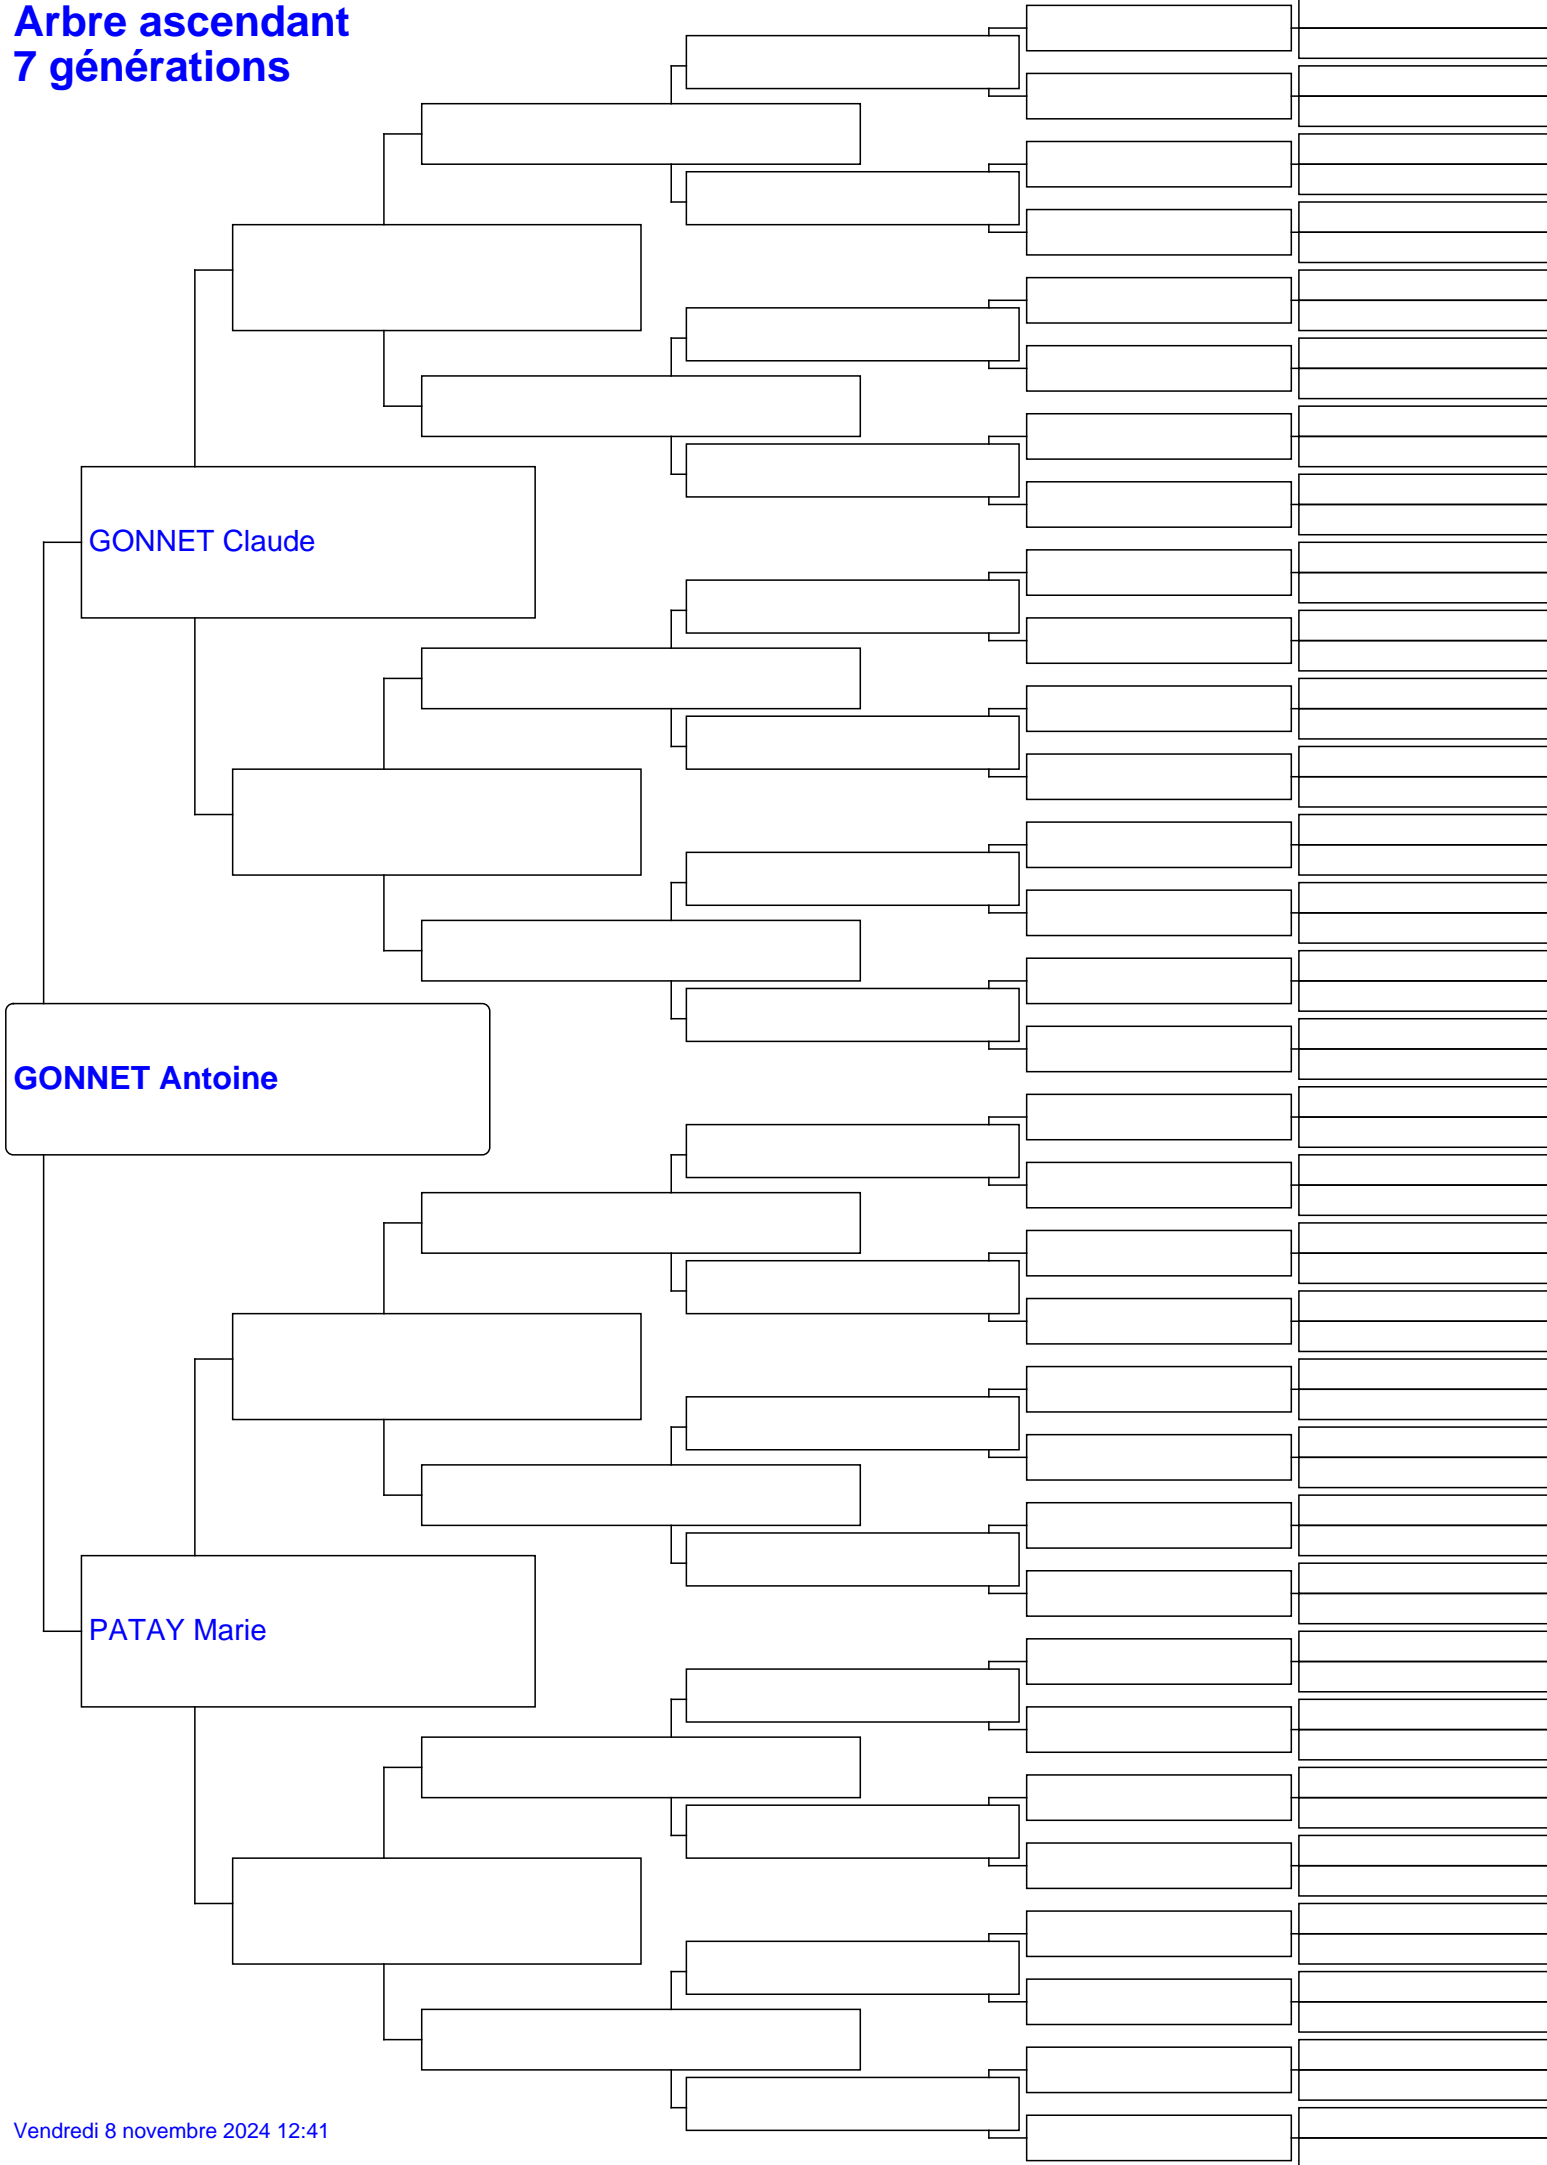 Arbre ascendant
7 générations
GONNET Claude
GONNET Antoine
PATAY Marie
Vendredi 8 novembre 2024 12:41